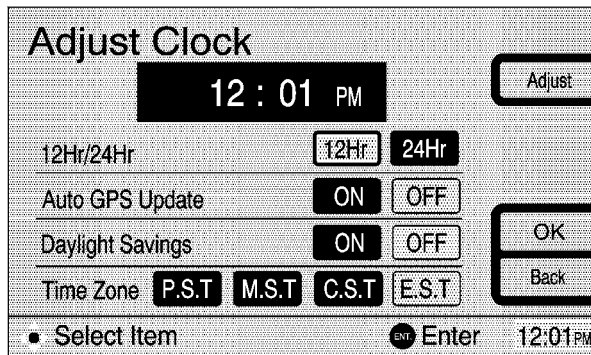 Adjust Clock
12 : 01 PM
Adjust
12Hr/24Hr 12Hr 24Hr
Auto GPS Update ON OFF
Daylight Savings ON OFF
OK
Time Zone P.S.T M.S.T C.S.T E.S.T
Back
Select Item ENT. Enter 12:01PM